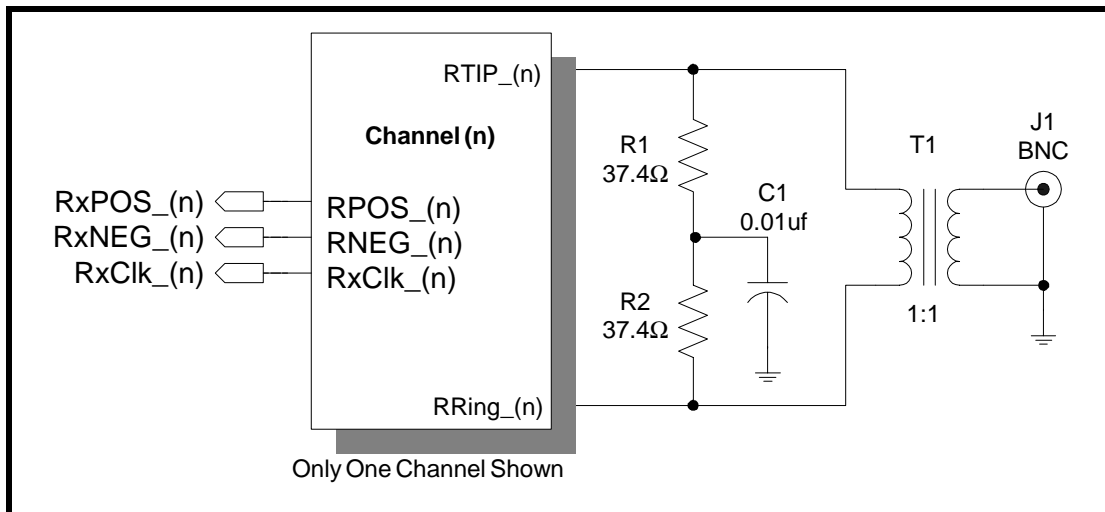 RTIP_(n)
Channel (n)
RxPOS_(n)
RPOS_(n)
RxNEG_(n)
RNEG_(n)
RxClk_(n)
RxClk_(n)
RRing_(n)
Only One Channel Shown
R1
37.4Ω
C1
0.01uf
R2
37.4Ω
T1
1:1
J1
BNC